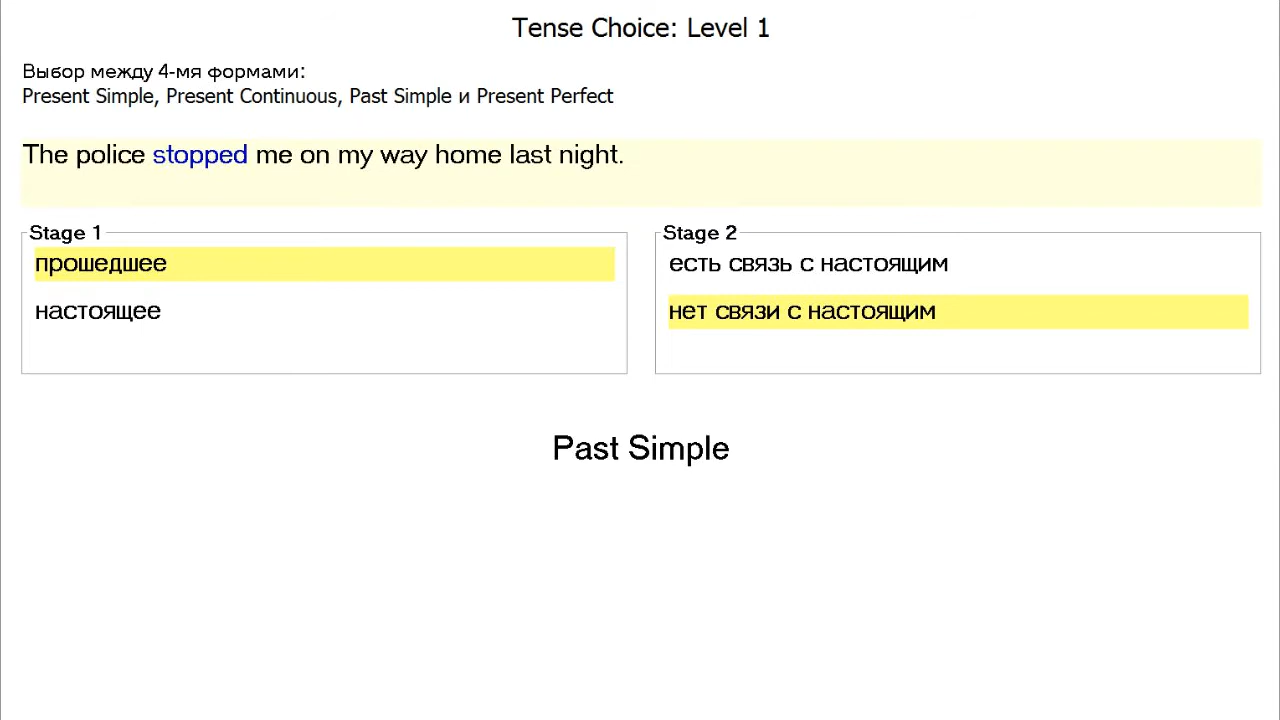 Tense Choice: Level 1
Выбор между 4-мя формами:
Present Simple, Present Continuous, Past Simple и Present Perfect
The police stopped me on my way home last night.
Stage 1
прошедшее
настоящее
Stage 2
есть связь с настоящим
нет связи с настоящим
Past Simple